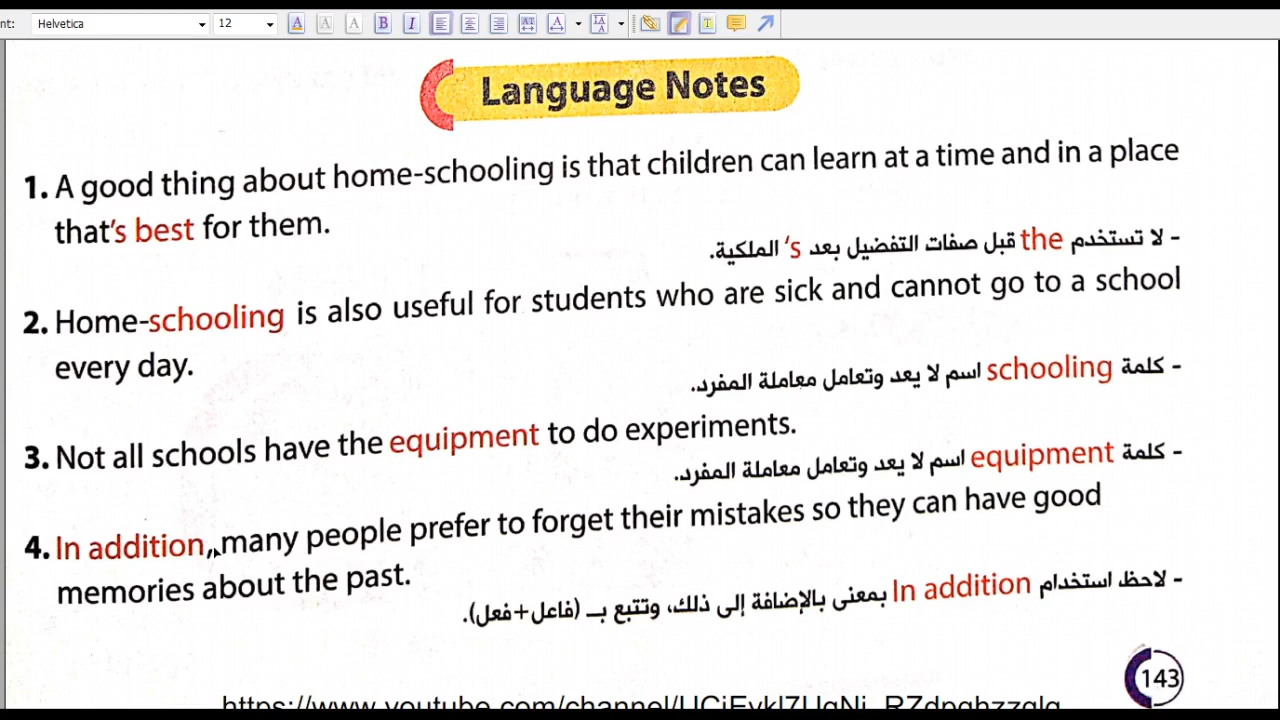 nt: Helvetica 12
Language Notes
1. A good thing about home-schooling is that children can learn at a time and in a place
that's best for them.
- لا تستخدم the قبل صفات التفضيل بعد s' الملكية.
2. Home-schooling is also useful for students who are sick and cannot go to a school
every day.
- كلمة schooling اسم لا يعد وتعامل معاملة المفرد.
3. Not all schools have the equipment to do experiments.
- كلمة equipment اسم لا يعد وتعامل معاملة المفرد.
4. In addition, many people prefer to forget their mistakes so they can have good
memories about the past.
- لاحظ استخدام In addition بمعنى بالإضافة إلى ذلك، وتتبع بـ (فاعل+فعل).
143